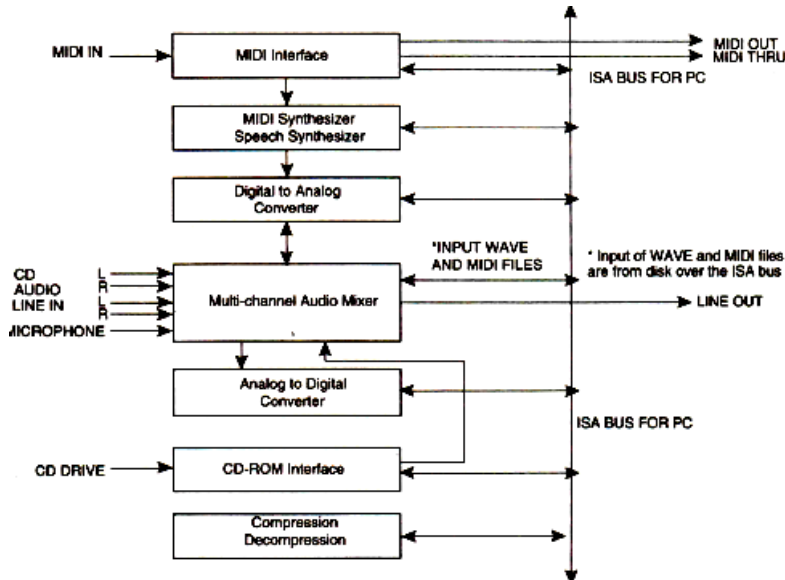 MIDI IN
MIDI Interface
MIDI OUT
MIDI THRU
ISA BUS FOR PC
MIDI Synthesizer
Speech Synthesizer
Digital to Analog
Converter
*INPUT WAVE
AND MIDI FILES
* Input of WAVE and MIDI files
are from disk over the ISA bus
CD
AUDIO
LINE IN
L
R
L
R
MICROPHONE
Multi-channel Audio Mixer
LINE OUT
Analog to Digital
Converter
ISA BUS FOR PC
CD DRIVE
CD-ROM Interface
Compression
Decompression